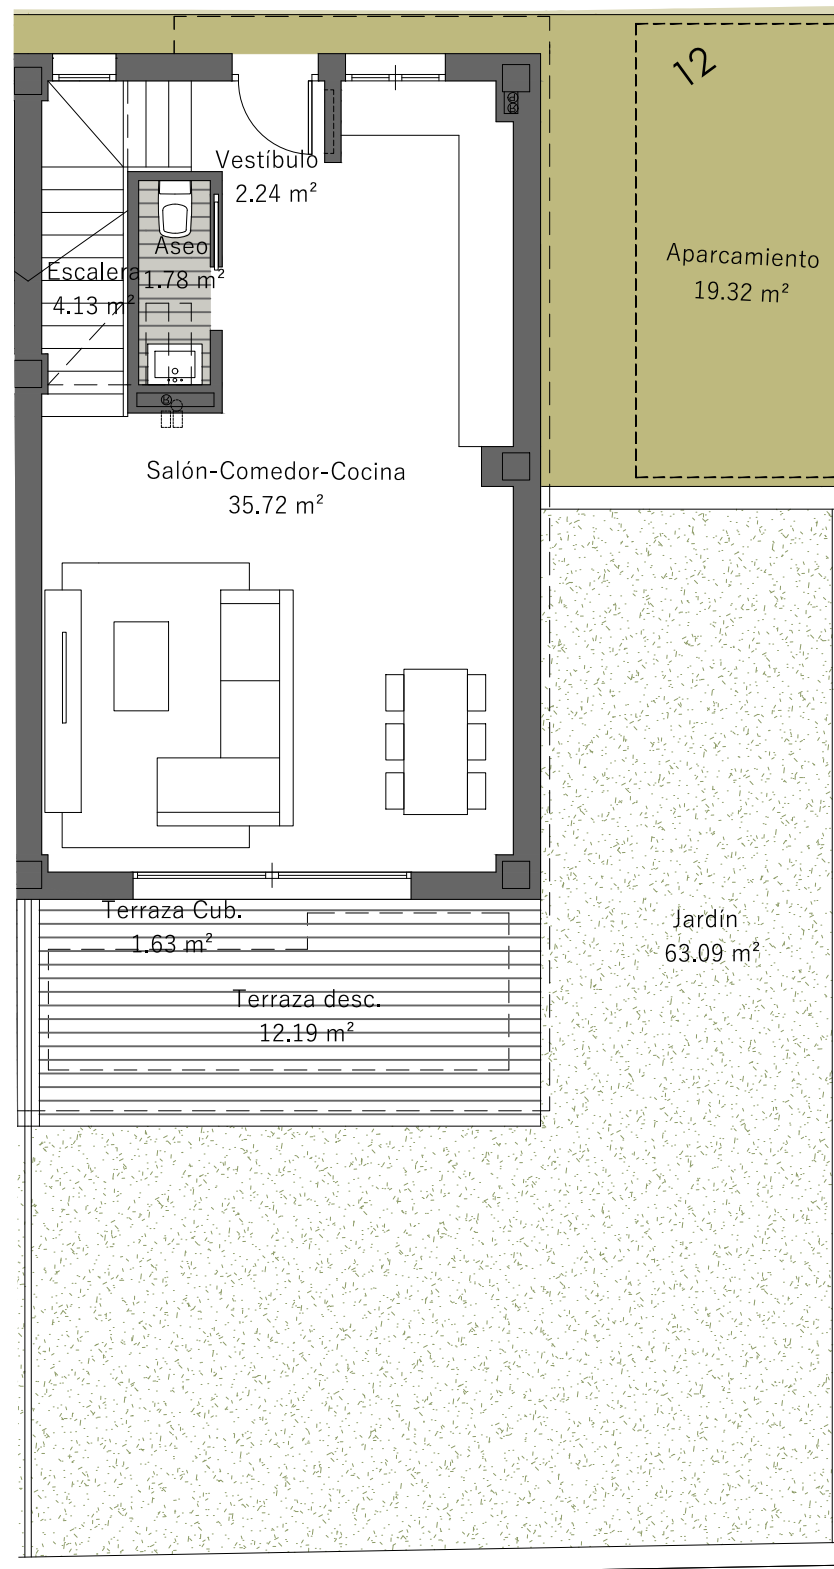 12
Vestíbulo
2.24 m²
Aseo
1.78 m²
Escalera
4.13 m²
Aparcamiento
19.32 m²
Salón-Comedor-Cocina
35.72 m²
Terraza Cub.
1.63 m²
Jardín
63.09 m²
Terraza desc.
12.19 m²